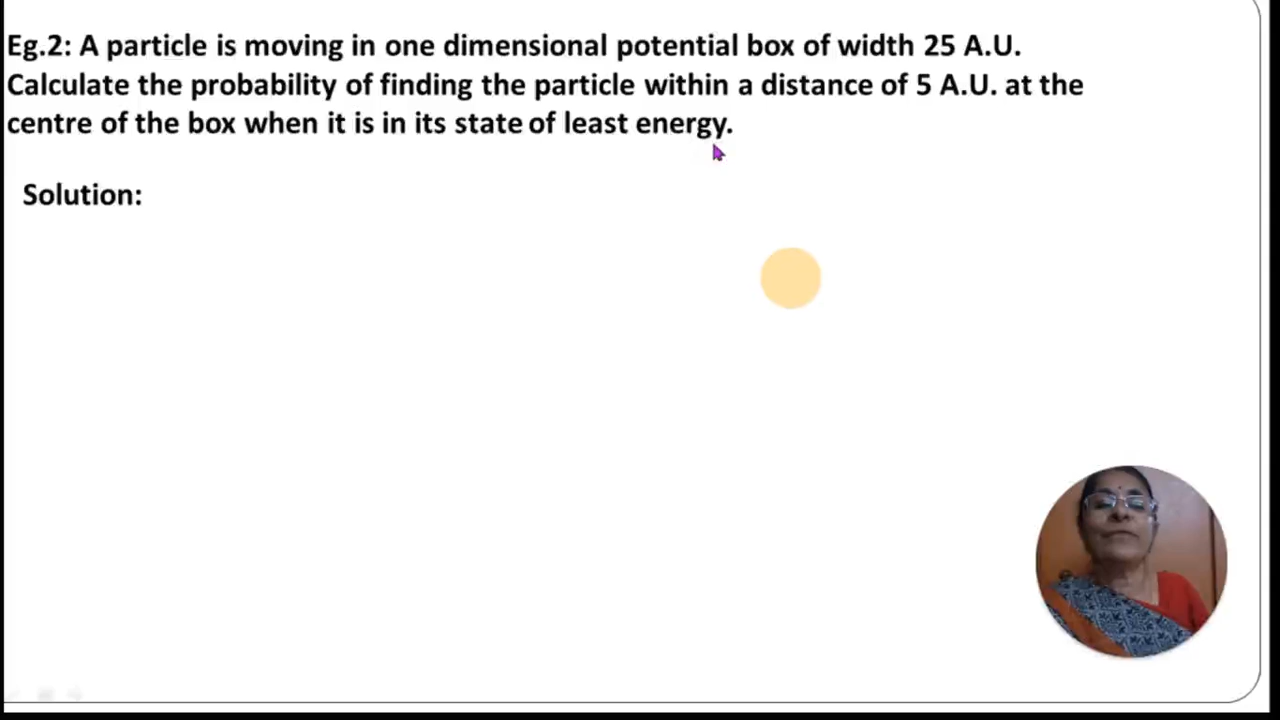 Eg.2: A particle is moving in one dimensional potential box of width 25 A.U.
Calculate the probability of finding the particle within a distance of 5 A.U. at the
centre of the box when it is in its state of least energy.
Solution: